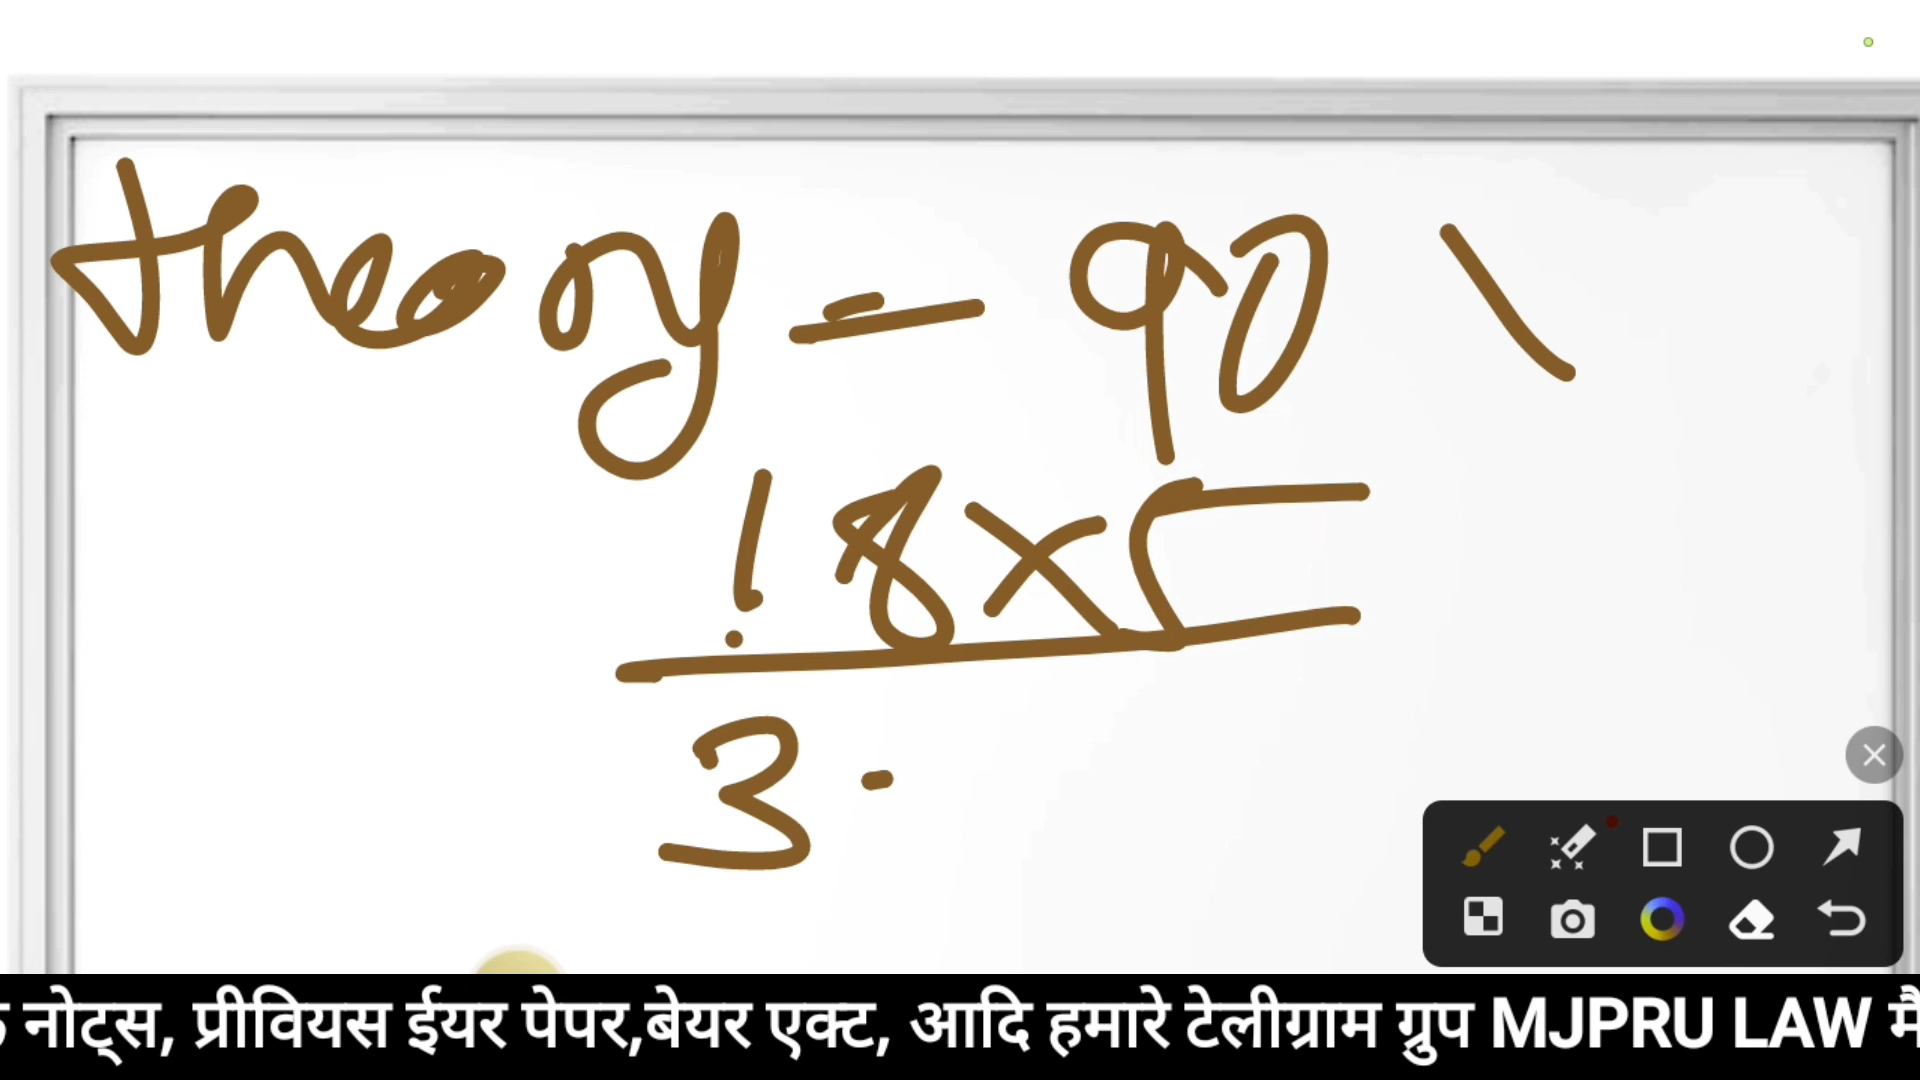 theory = 90 \
18x5
3 -
नोट्स, प्रीवियस ईयर पेपर,बेयर एक्ट, आदि हमारे टेलीग्राम ग्रुप MJPRU LAW